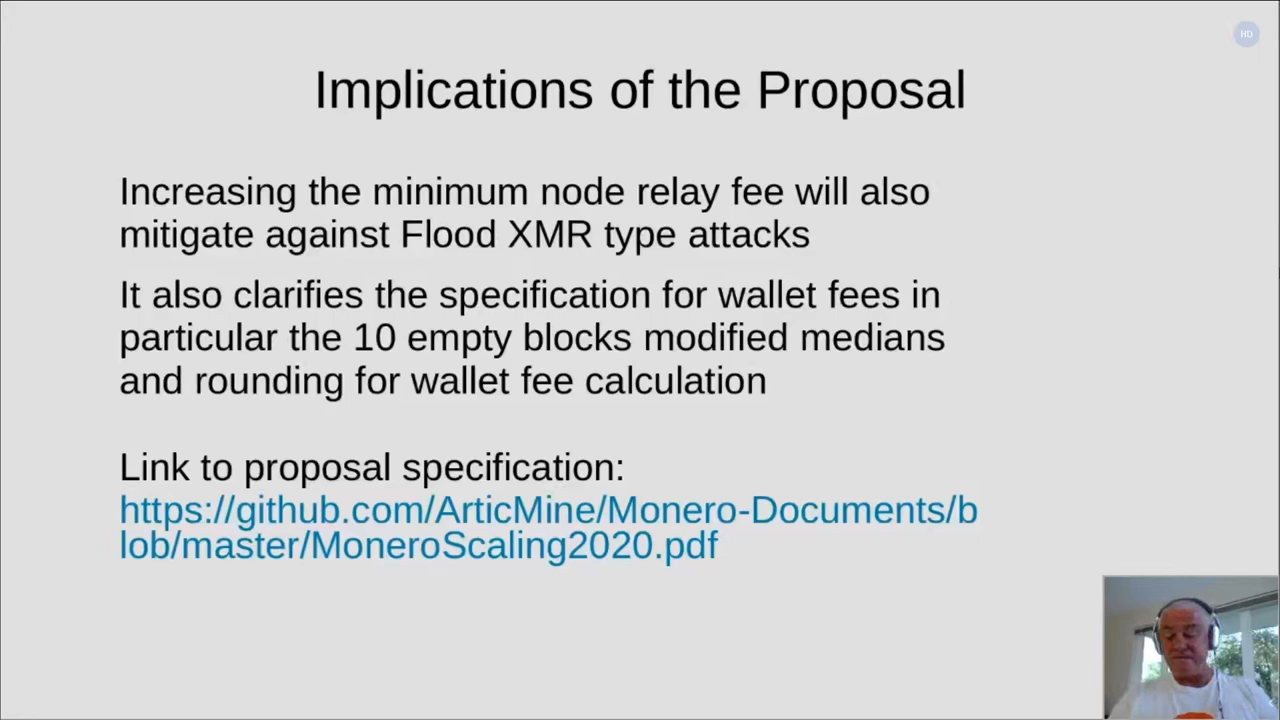 HD
Implications of the Proposal
Increasing the minimum node relay fee will also
mitigate against Flood XMR type attacks
It also clarifies the specification for wallet fees in
particular the 10 empty blocks modified medians
and rounding for wallet fee calculation
Link to proposal specification:
https://github.com/ArticMine/Monero-Documents/b
lob/master/MoneroScaling2020.pdf